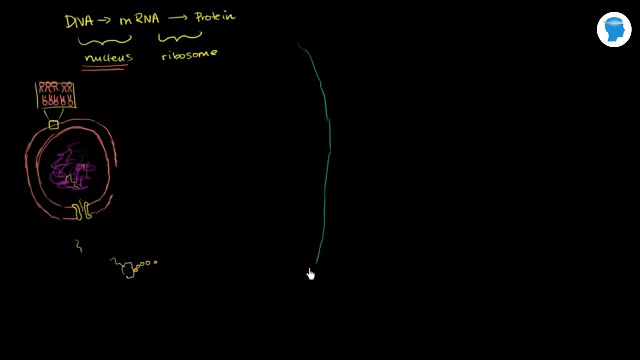 DNA → mRNA → Protein
nucleus ribosome